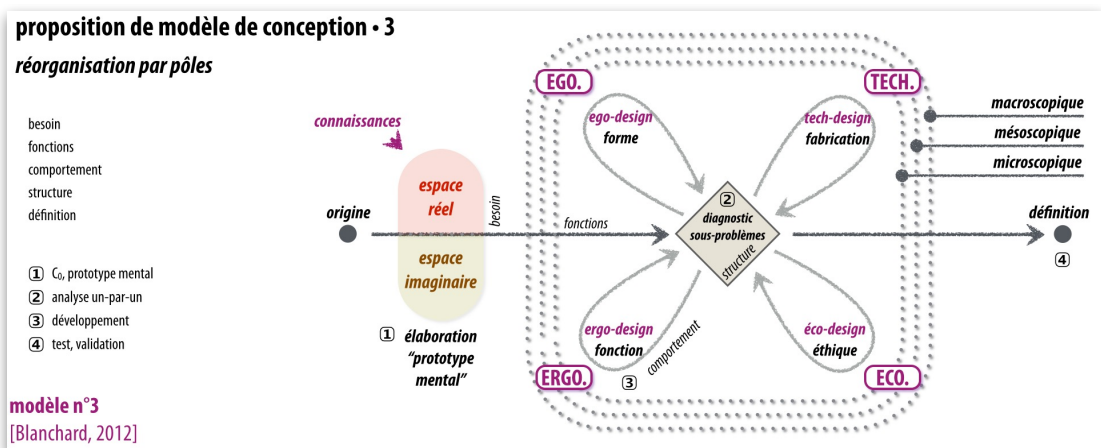 proposition de modèle de conception • 3
réorganisation par pôles
besoin
fonctions
comportement
structure
définition
1 C₀, prototype mental
2 analyse un-par-un
3 développement
4 test, validation
modèle n°3
[Blanchard, 2012]
connaissances
origine
espace
réel
espace
imaginaire
besoin
1 élaboration
“prototype
mental”
fonctions
EGO.
ego-design
forme
TECH.
tech-design
fabrication
2
diagnostic
sous-problèmes
structure
ergo-design
fonction
3
comportement
ERGO.
éco-design
éthique
ECO.
macroscopique
mésoscopique
microscopique
définition
4